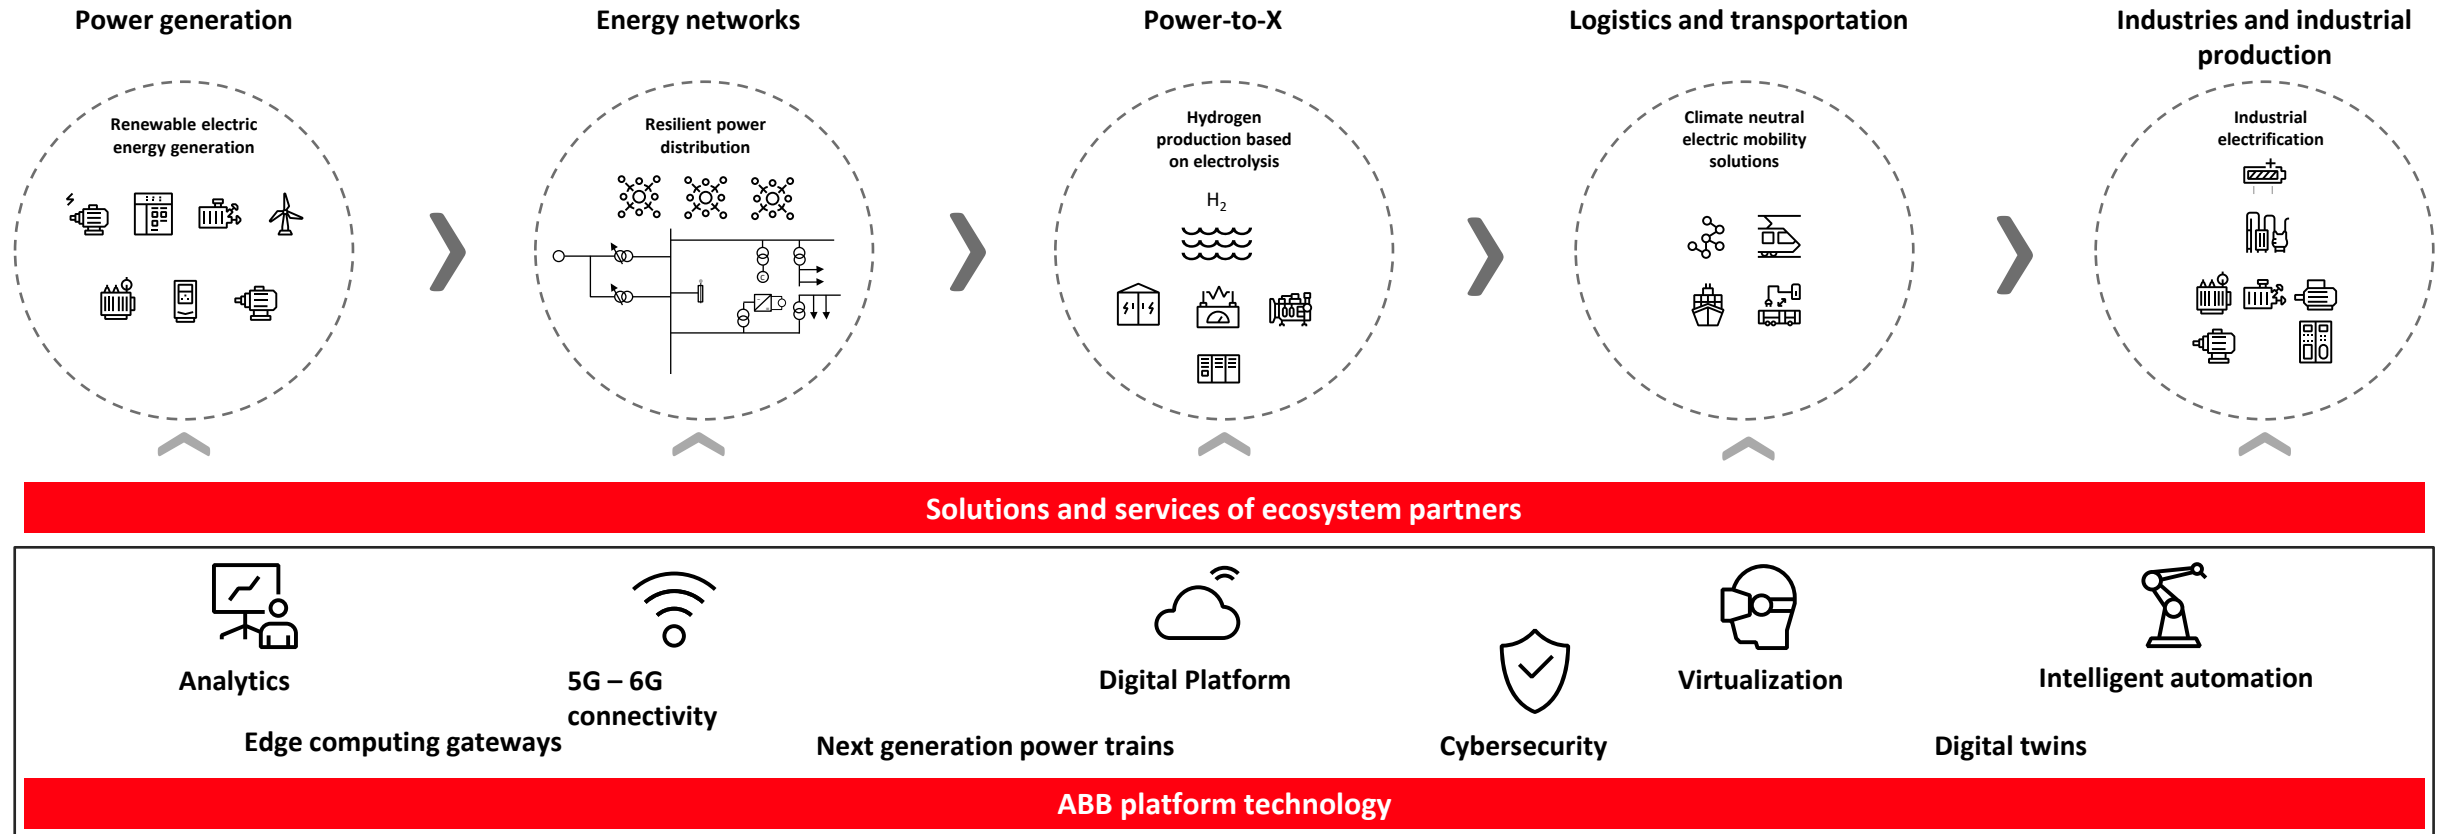 Power generation
Energy networks
Power-to-X
Logistics and transportation
Industries and industrial
production
Renewable electric
energy generation
Resilient power
distribution
Hydrogen
production based
on electrolysis
Climate neutral
electric mobility
solutions
Industrial
electrification
H₂
C
Solutions and services of ecosystem partners
Analytics
5G – 6G
connectivity
Digital Platform
Virtualization
Intelligent automation
Edge computing gateways
Next generation power trains
Cybersecurity
Digital twins
ABB platform technology